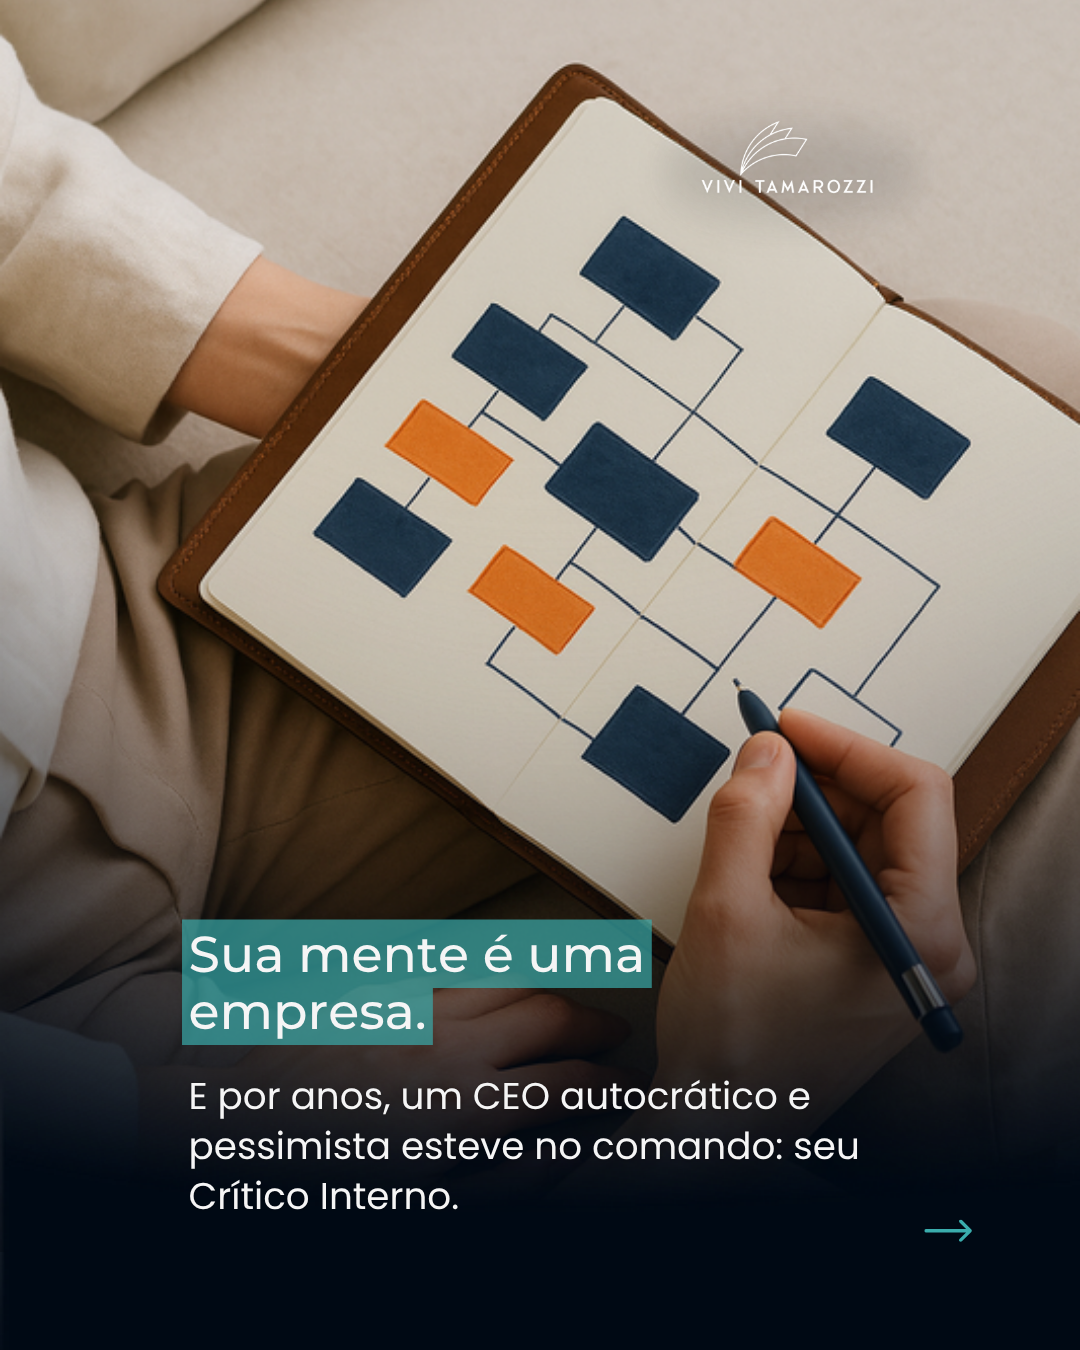 VIVI TAMAROZZI
Sua mente é uma
empresa.
E por anos, um CEO autocrático e
pessimista esteve no comando: seu
Crítico Interno.